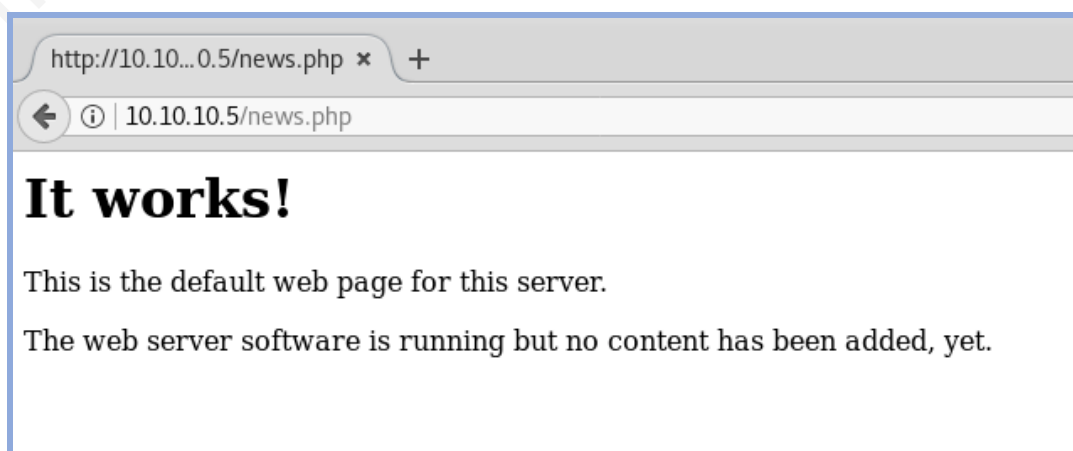 http://10.10...0.5/news.php × +
10.10.10.5/news.php
It works!
This is the default web page for this server.
The web server software is running but no content has been added, yet.